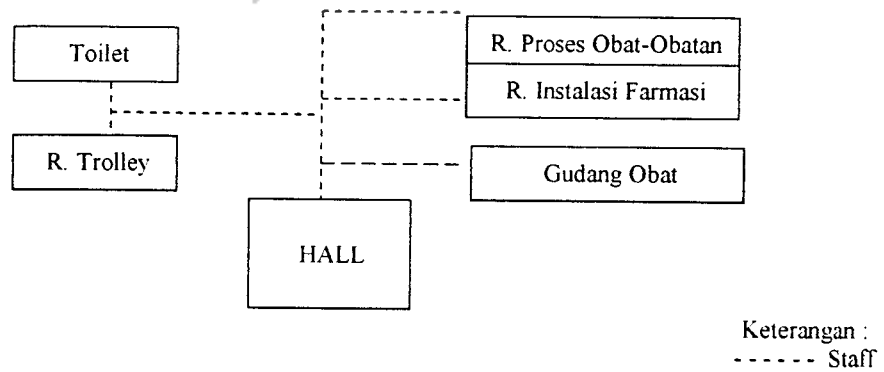 Toilet
R. Trolley
R. Proses Obat-Obatan
R. Instalasi Farmasi
Gudang Obat
HALL
Keterangan :
------ Staff